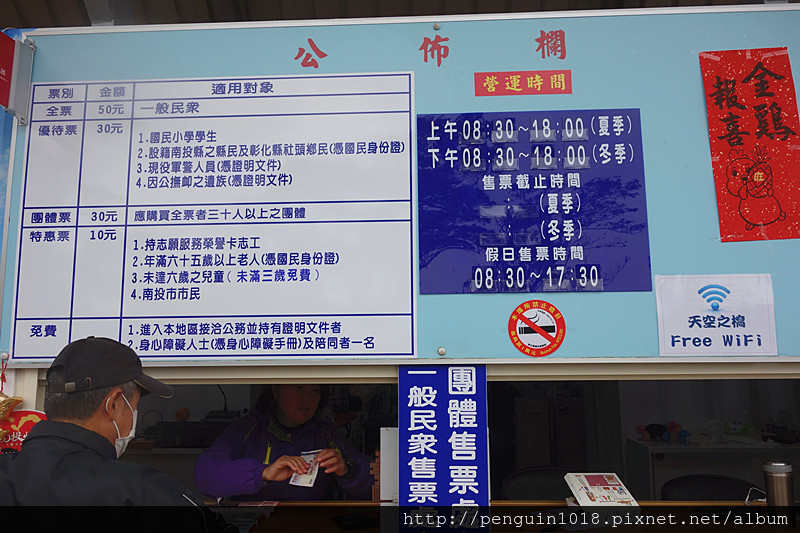 公佈欄
票別 金額 適用對象
全票 50元 一般民眾
優待票 30元 1.國民小學學生
2.設籍南投縣之縣民及彰化縣社頭鄉民(憑國民身份證)
3.現役軍警人員(憑證明文件)
4.因公撫卹之遺族(憑證明文件)
團體票 30元 應購買全票者三十人以上之團體
特惠票 10元 1.持志願服務榮譽卡志工
2.年滿六十五歲以上老人(憑國民身份證)
3.未達六歲之兒童(未滿三歲免費)
4.南投市市民
免費 1.進入本地區接洽公務並持有證明文件者
2.身心障礙人士(憑身心障礙手冊)及陪同者一名
營運時間
上午08:30~18:00(夏季)
下午08:30~18:00(冬季)
售票截止時間
: (夏季)
: (冬季)
假日售票時間
08:30~17:30
金雞
報喜
旺
天空之橋
Free WiFi
團體售票處
一般民眾售票
http://penguin1018.pixnet.net/album